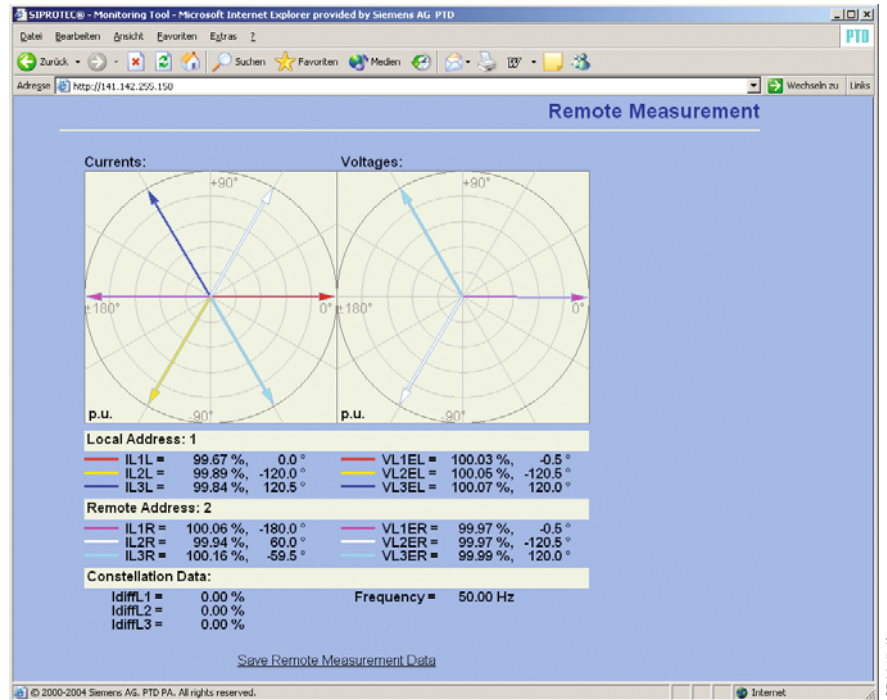 SIPROTEC® - Monitoring Tool - Microsoft Internet Explorer provided by Siemens AG PTD
Datei Bearbeiten Ansicht Favoriten Extras ?
PTD
Zurück Suchen Favoriten Medien
Adresse http://141.142.255.150 Wechseln zu Links
Remote Measurement
Currents: Voltages:
+90° +90°
±180° 0° ±180° 0°
p.u. -90° p.u. -90°
Local Address: 1
IL1L = 99.67 %, 0.0 ° VL1EL = 100.03 %, -0.5 °
IL2L = 99.89 %, -120.0 ° VL2EL = 100.05 %, -120.5 °
IL3L = 99.84 %, 120.5 ° VL3EL = 100.07 %, 120.0 °
Remote Address: 2
IL1R = 100.06 %, -180.0 ° VL1ER = 99.97 %, -0.5 °
IL2R = 99.94 %, 60.0 ° VL2ER = 99.97 %, -120.5 °
IL3R = 100.16 %, -59.5 ° VL3ER = 99.99 %, 120.0 °
Constellation Data:
IdiffL1 = 0.00 % Frequency = 50.00 Hz
IdiffL2 = 0.00 %
IdiffL3 = 0.00 %
Save Remote Measurement Data
© 2000-2004 Siemens AG. PTD PA. All rights reserved. Internet